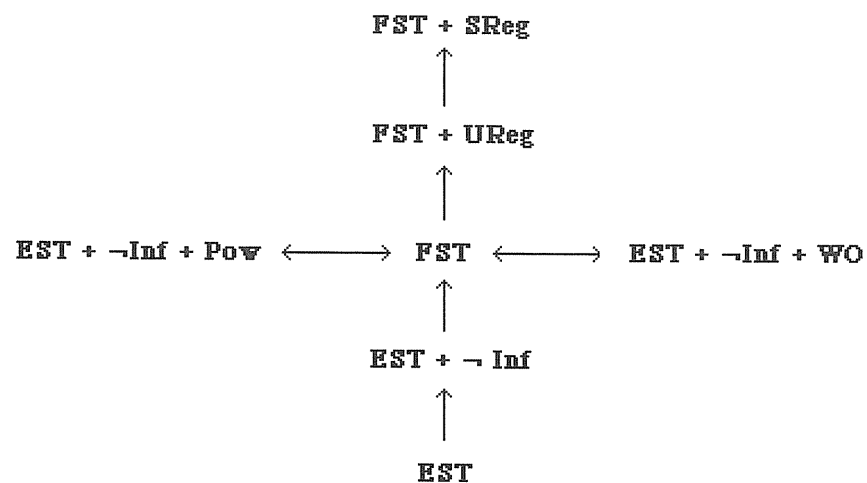 FST + SReg
FST + UReg
EST + ¬Inf + Pow
FST
EST + ¬Inf + WO
EST + ¬ Inf
EST